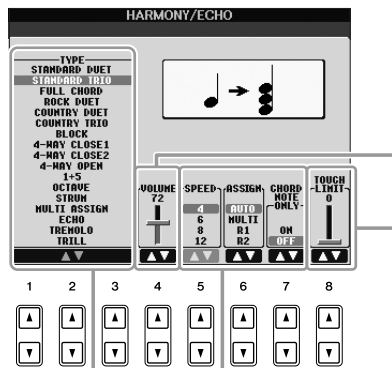 HARMONY/ECHO
TYPE
STANDARD DUET
STANDARD TRIO
FULL CHORD
ROCK DUET
COUNTRY DUET
COUNTRY TRIO
BLOCK
4-WAY CLOSE1
4-WAY CLOSE2
4-WAY OPEN
1+5
OCTAVE
STRUM
MULTI ASSIGN
ECHO
TREMOLO
TRILL
VOLUME
72
SPEED
4
6
8
12
ASSIGN
AUTO
MULTI
R1
R2
CHORD
NOTE
ONLY
ON
OFF
TOUCH
LIMIT
0
1 2 3 4 5 6 7 8